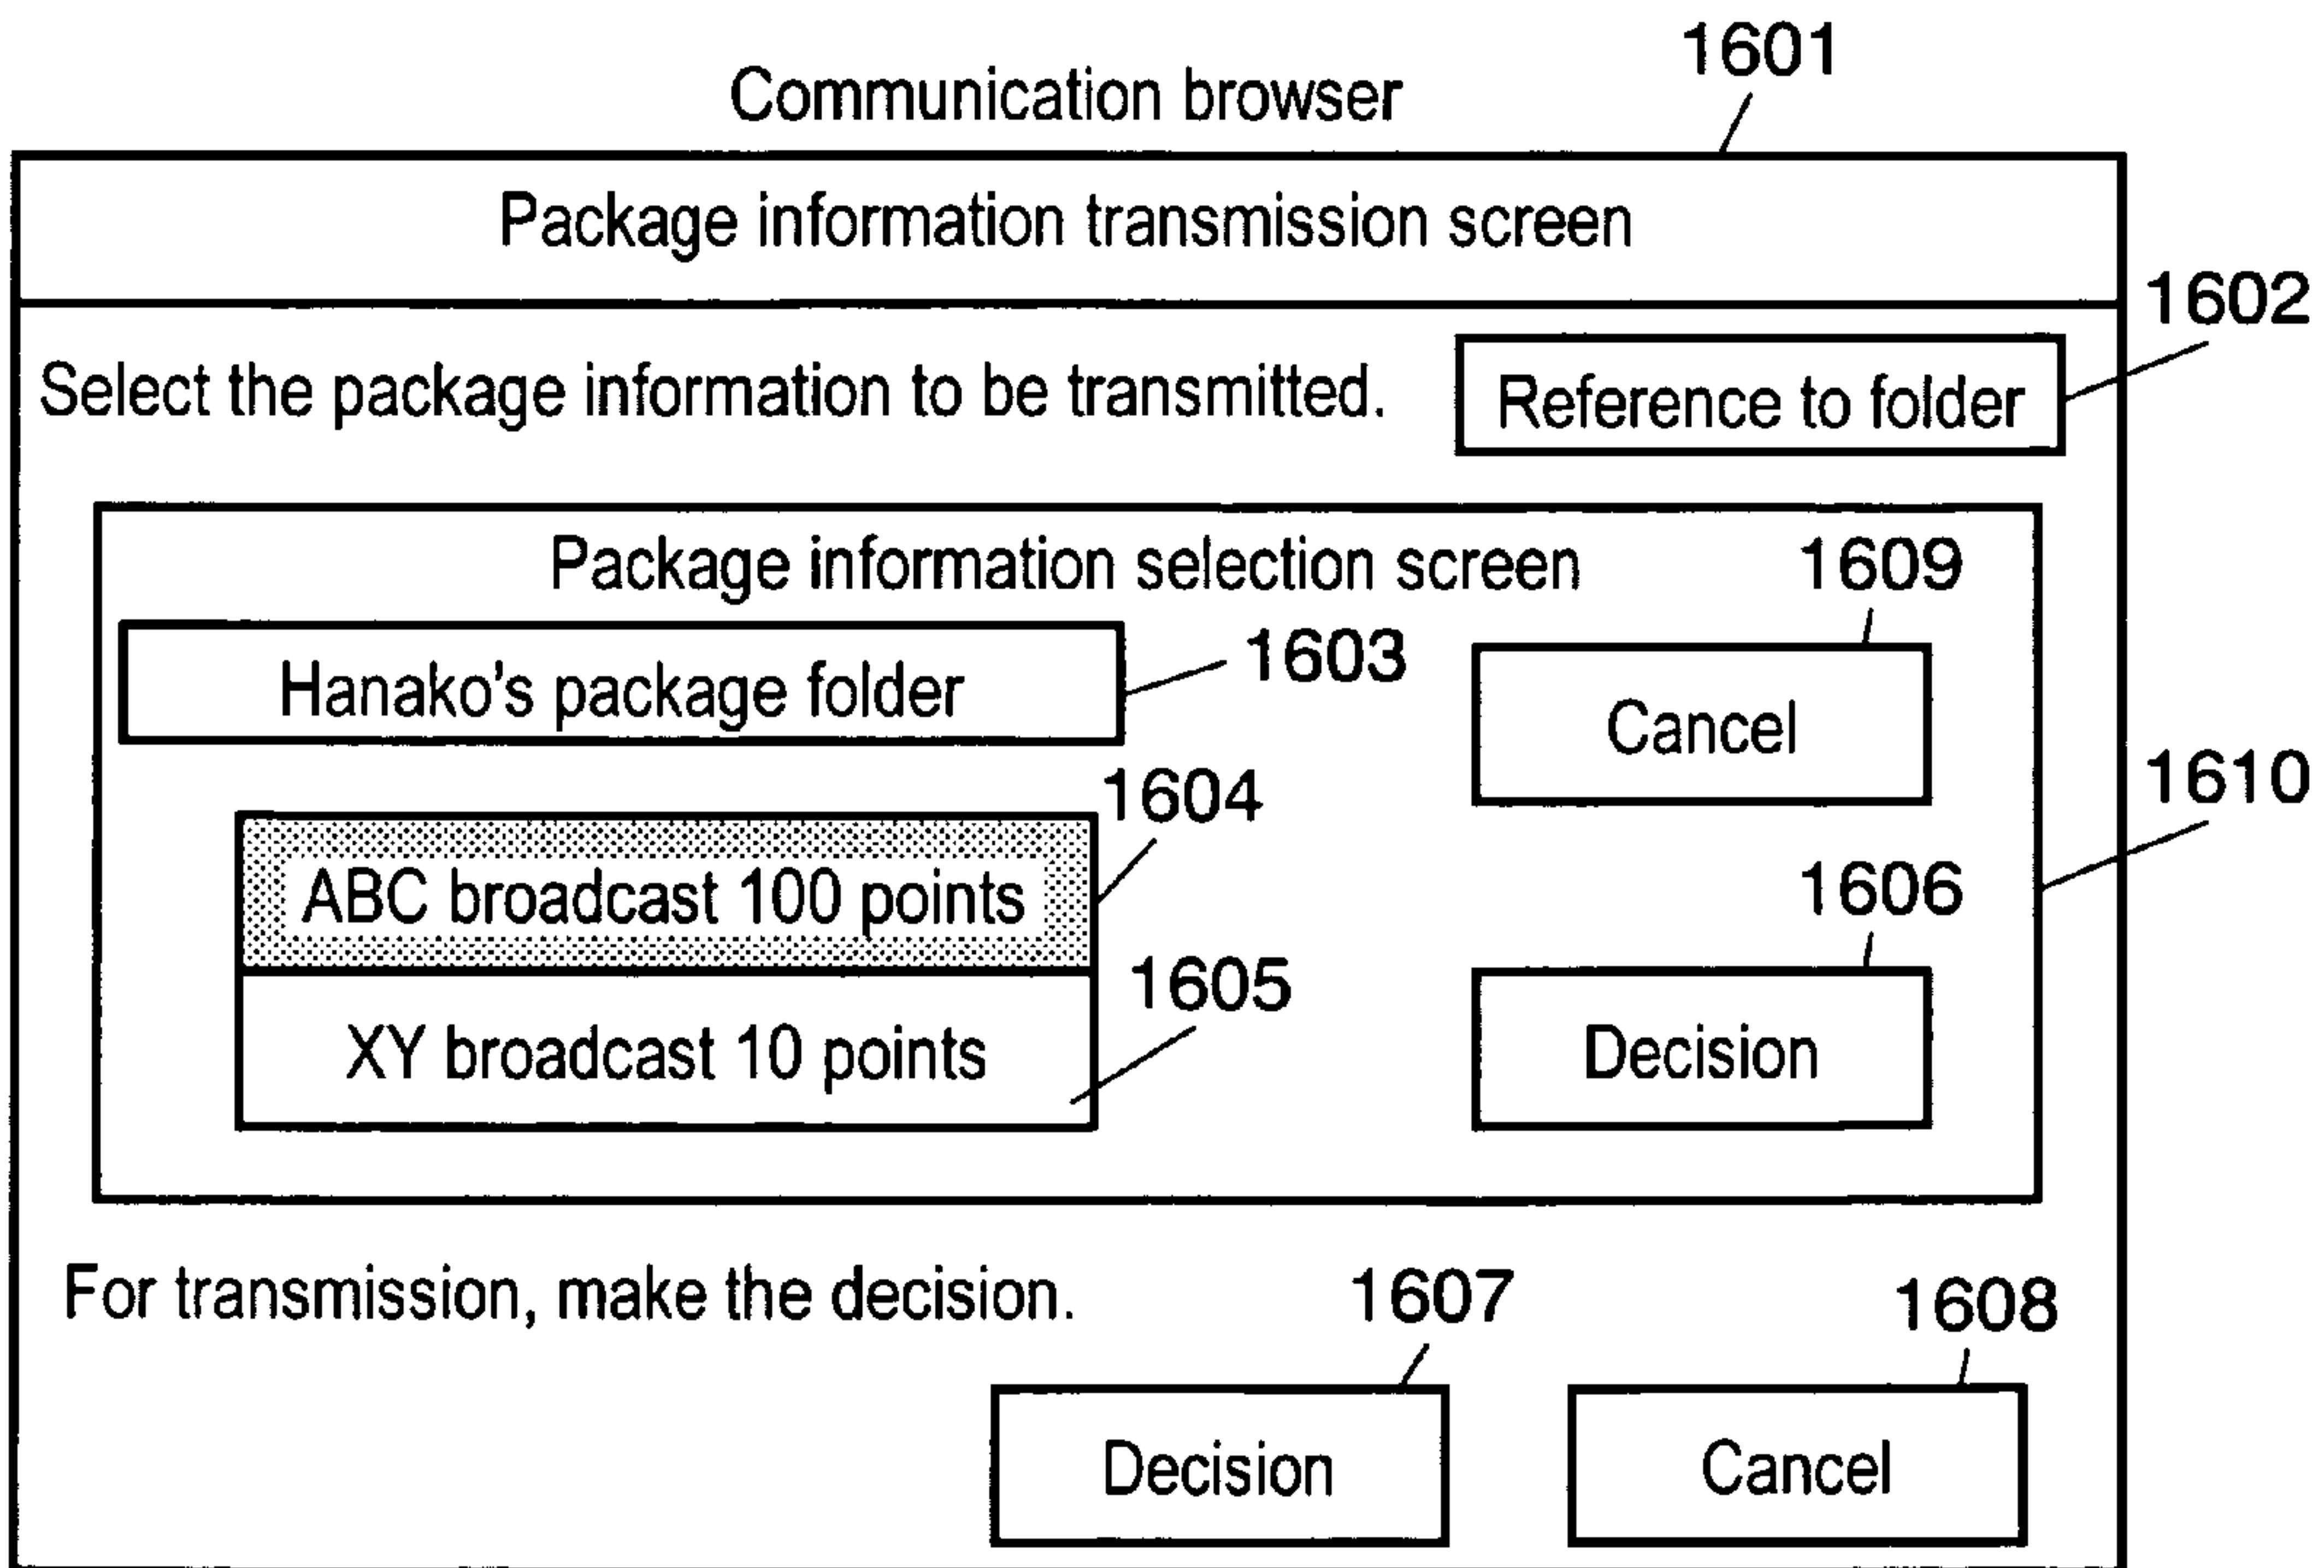 1601
Communication browser
Package information transmission screen
1602
Select the package information to be transmitted.
Reference to folder
Package information selection screen
1609
Hanako's package folder
1603
Cancel
1610
1604
ABC broadcast 100 points
1606
1605
XY broadcast 10 points
Decision
For transmission, make the decision.
1607
1608
Decision
Cancel